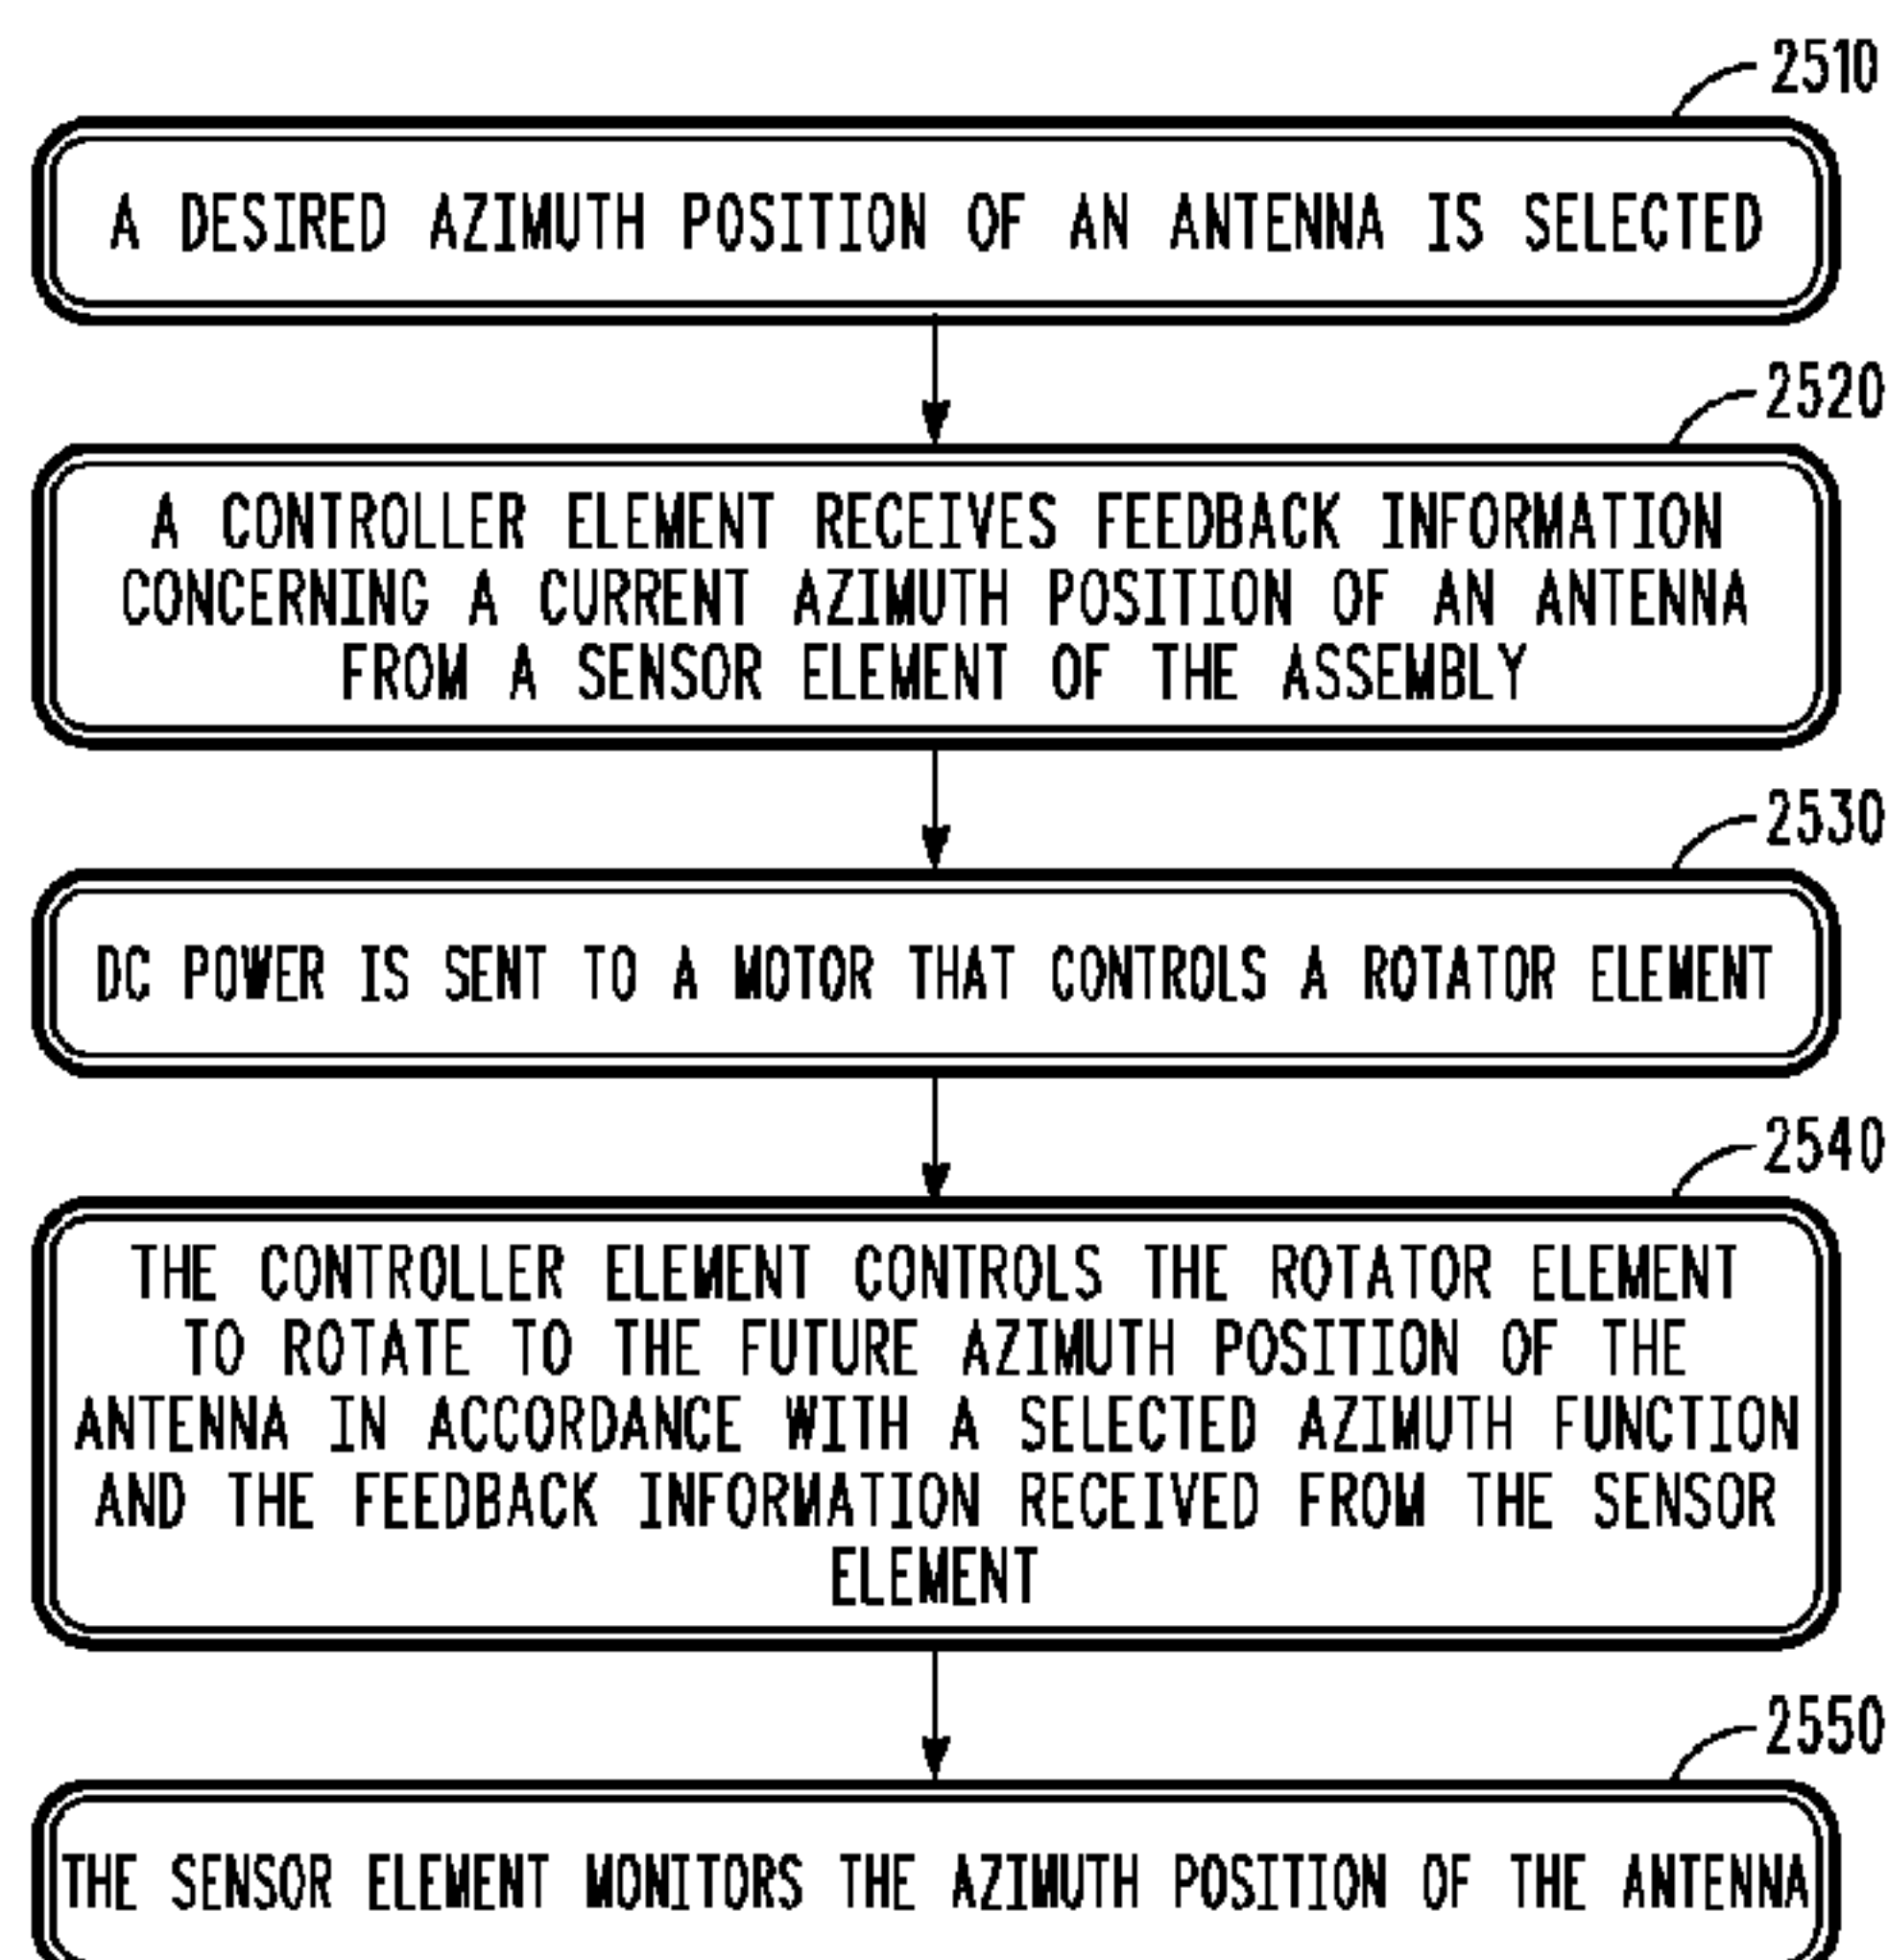 2510
A DESIRED AZIMUTH POSITION OF AN ANTENNA IS SELECTED
2520
A CONTROLLER ELEMENT RECEIVES FEEDBACK INFORMATION
CONCERNING A CURRENT AZIMUTH POSITION OF AN ANTENNA
FROM A SENSOR ELEMENT OF THE ASSEMBLY
2530
DC POWER IS SENT TO A MOTOR THAT CONTROLS A ROTATOR ELEMENT
2540
THE CONTROLLER ELEMENT CONTROLS THE ROTATOR ELEMENT
TO ROTATE TO THE FUTURE AZIMUTH POSITION OF THE
ANTENNA IN ACCORDANCE WITH A SELECTED AZIMUTH FUNCTION
AND THE FEEDBACK INFORMATION RECEIVED FROM THE SENSOR
ELEMENT
2550
THE SENSOR ELEMENT MONITORS THE AZIMUTH POSITION OF THE ANTENNA